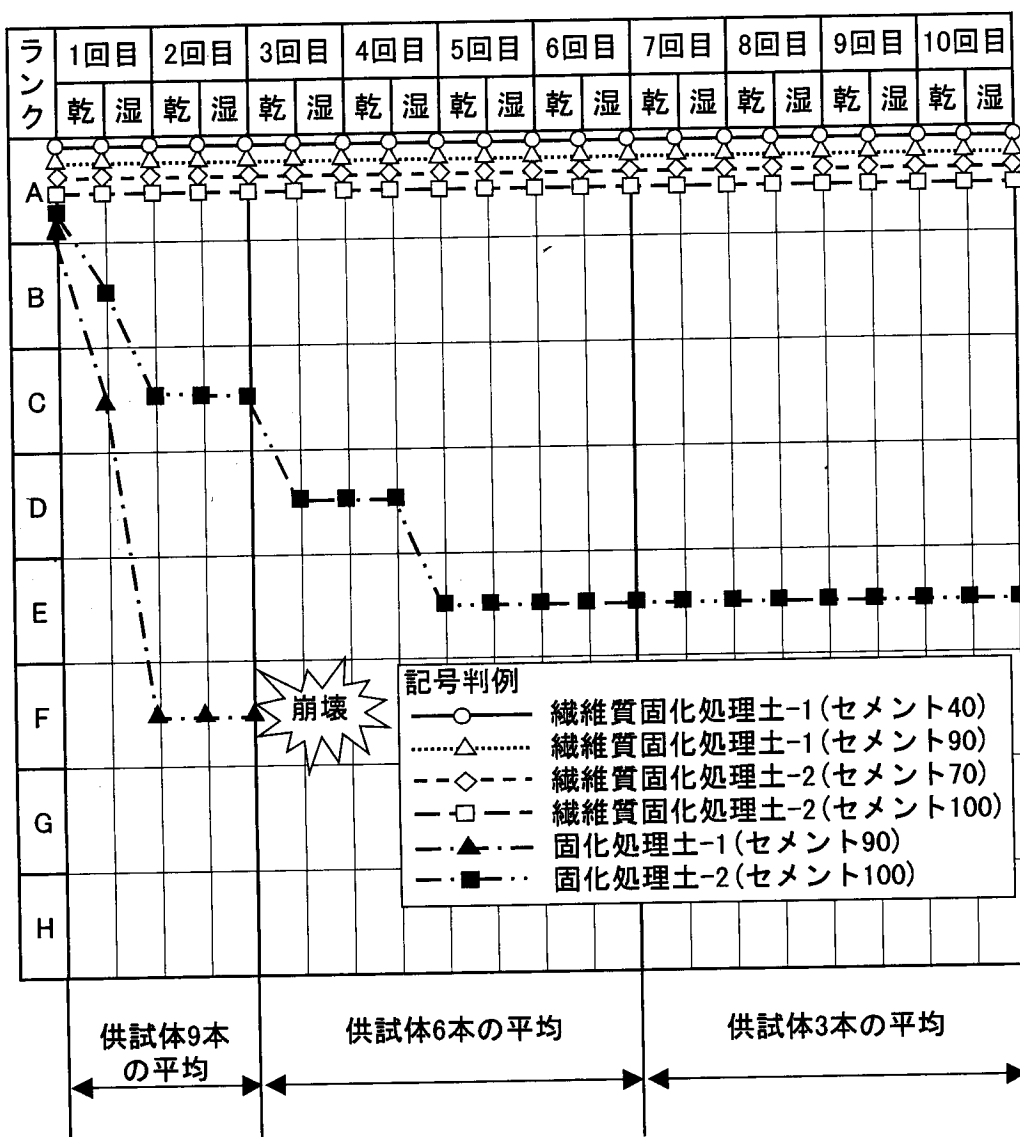 ランク 1回目 2回目 3回目 4回目 5回目 6回目 7回目 8回目 9回目 10回目
乾 湿 乾 湿 乾 湿 乾 湿 乾 湿 乾 湿 乾 湿 乾 湿 乾 湿 乾 湿
A
B
C
D
E
F
G
H
崩壊
記号判例
繊維質固化処理土-1(セメント40)
繊維質固化処理土-1(セメント90)
繊維質固化処理土-2(セメント70)
繊維質固化処理土-2(セメント100)
固化処理土-1(セメント90)
固化処理土-2(セメント100)
供試体9本
の平均
供試体6本の平均
供試体3本の平均